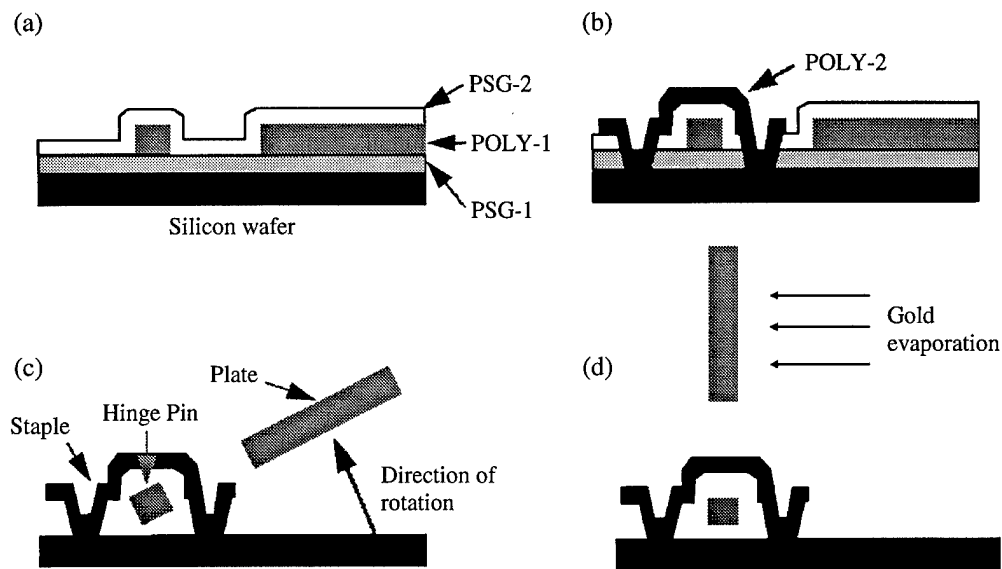 (a)
PSG-2
POLY-1
PSG-1
Silicon wafer
(b)
POLY-2
(c)
Plate
Hinge Pin
Staple
Direction of
rotation
(d)
Gold
evaporation